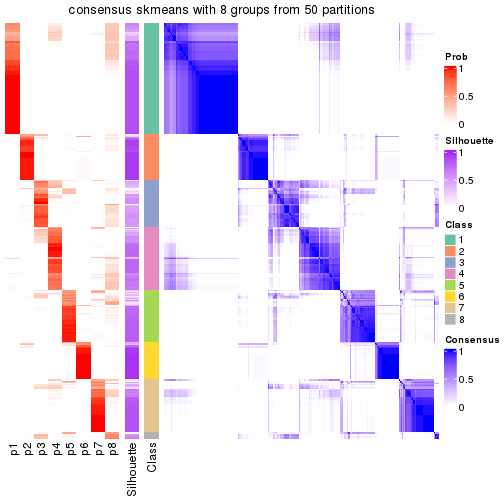 consensus skmeans with 8 groups from 50 partitions
Prob
1
0.5
0
Silhouette
1
0.5
0
Class
1
2
3
4
5
6
7
8
Consensus
1
0.5
0
p1
p2
p3
p4
p5
p6
p7
p8
Silhouette
Class